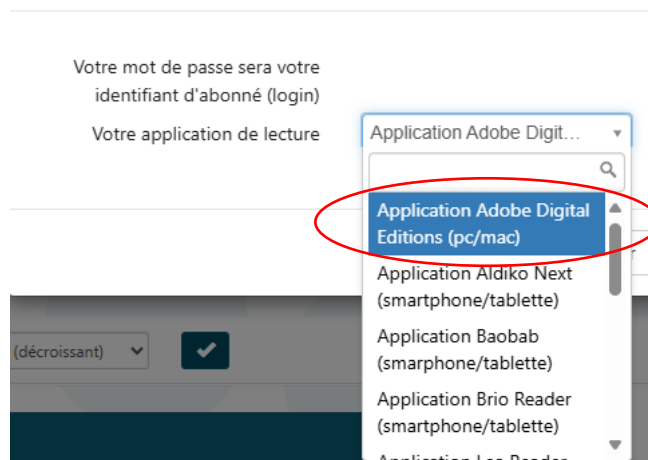 Votre mot de passe sera votre
identifiant d'abonné (login)
Votre application de lecture
Application Adobe Digit...
Application Adobe Digital
Editions (pc/mac)
Application Aldiko Next
(smartphone/tablette)
Application Baobab
(smarphone/tablette)
Application Brio Reader
(smartphone/tablette)
(décroissant)